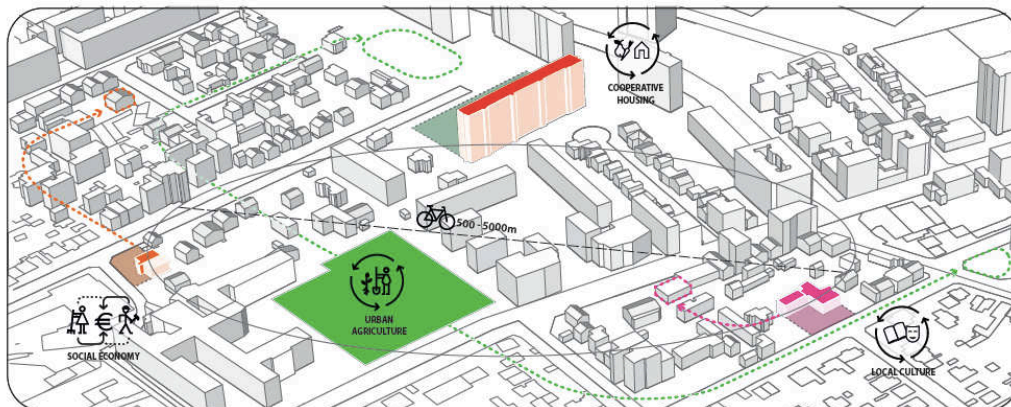 COOPERATIVE
HOUSING
500 - 5000m
URBAN
AGRICULTURE
€
SOCIAL ECONOMY
LOCAL CULTURE